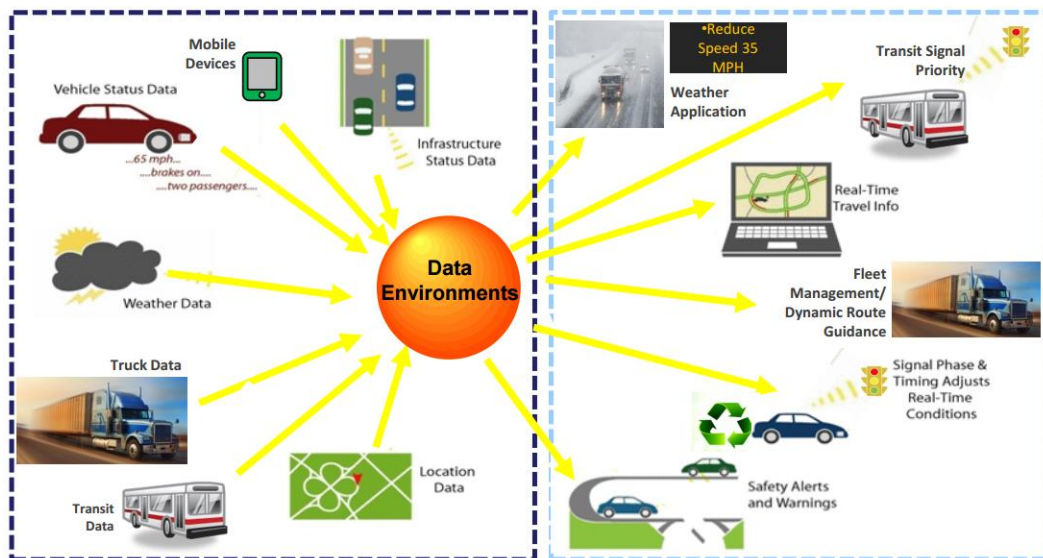 Mobile
Devices
Vehicle Status Data
...65 mph...
....brakes on...
.....two passengers....
Infrastructure
Status Data
Weather Data
Truck Data
Transit
Data
Location
Data
Data
Environments
•Reduce
Speed 35
MPH
Weather
Application
Transit Signal
Priority
Real-Time
Travel Info
Fleet
Management/
Dynamic Route
Guidance
Signal Phase &
Timing Adjusts
Real-Time
Conditions
Safety Alerts
and Warnings